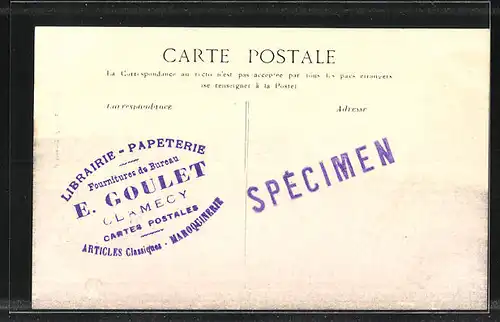 CARTE POSTALE
La Correspondance au recto n'est pas acceptée par tous les pays étrangers
(se renseigner à la Poste)
Correspondance
Adresse
LIBRAIRIE - PAPETERIE
Fournitures de Bureau
E. GOULET
CLAMECY
CARTES POSTALES
ARTICLES Classiques - MAROQUINERIE
SPÉCIMEN